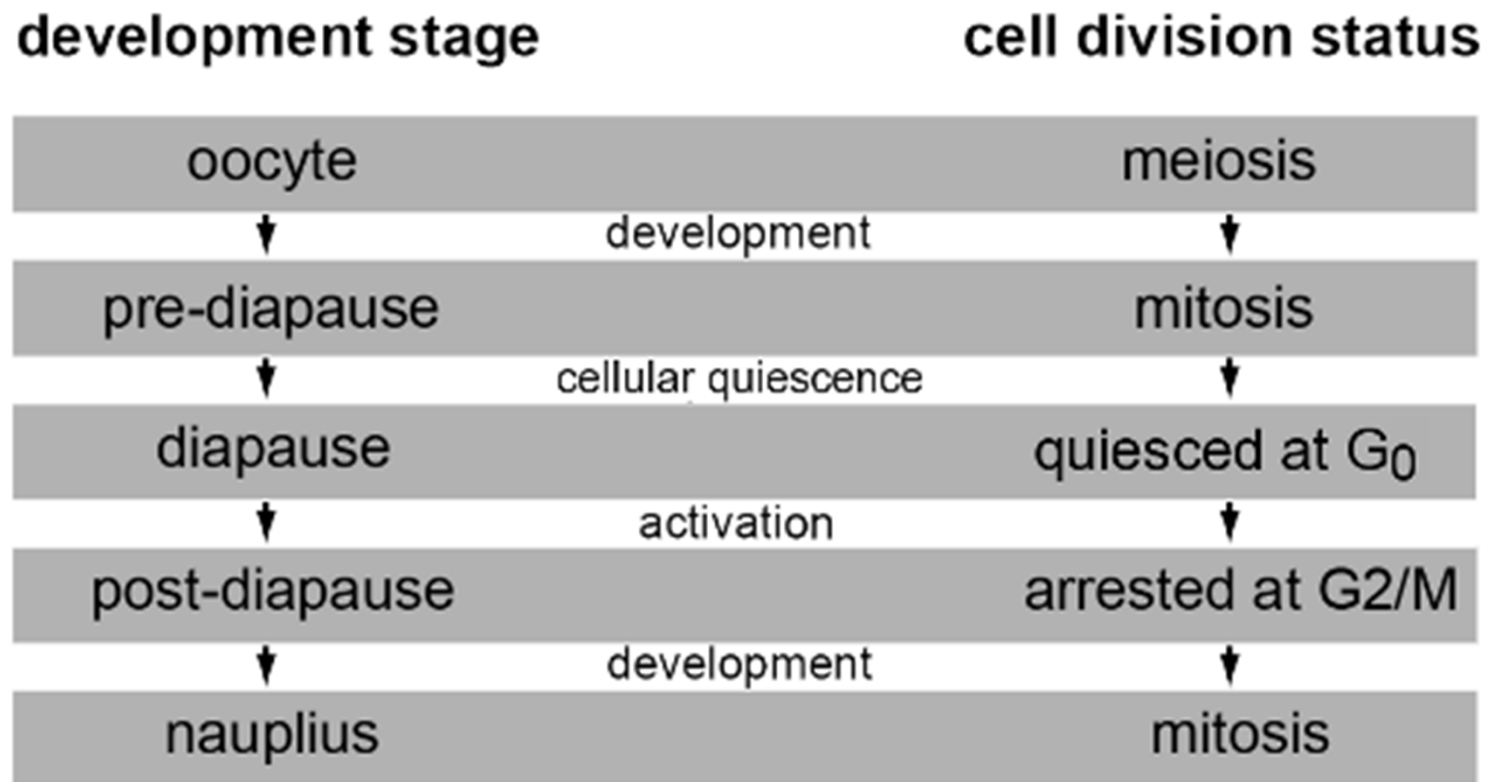 development stage cell division status
oocyte meiosis
development
pre-diapause mitosis
cellular quiescence
diapause quiesced at G0
activation
post-diapause arrested at G2/M
development
nauplius mitosis